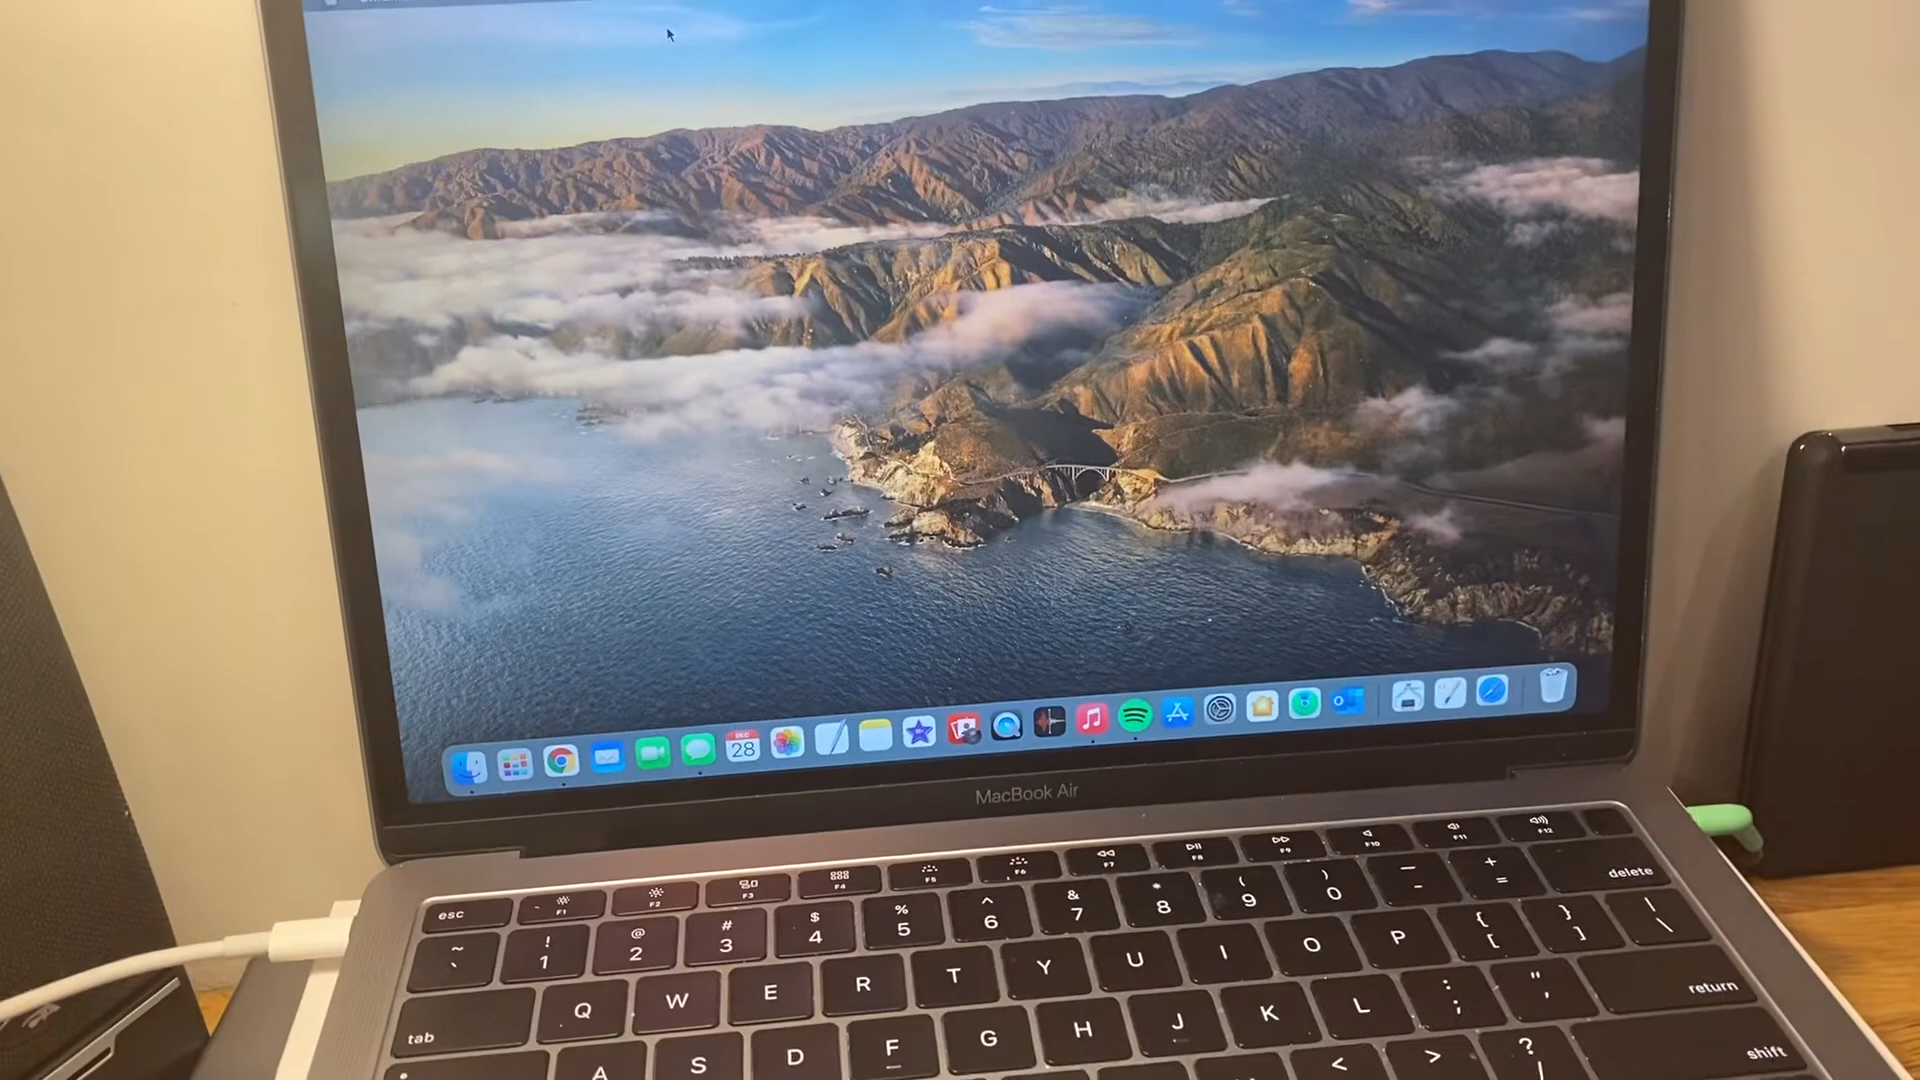 DEC
28
MacBook Air
esc F1 F2 F3 F4 F5 F6 F7 F8 F9 F10 F11 F12
~ ` ! 1 @ 2 # 3 $ 4 % 5 ^ 6 & 7 * 8 ( 9 ) 0 — - + = delete
tab Q W E R T Y U I O P { [ } ] | \
A S D F G H J K L : ; " ' return
< > ? / shift